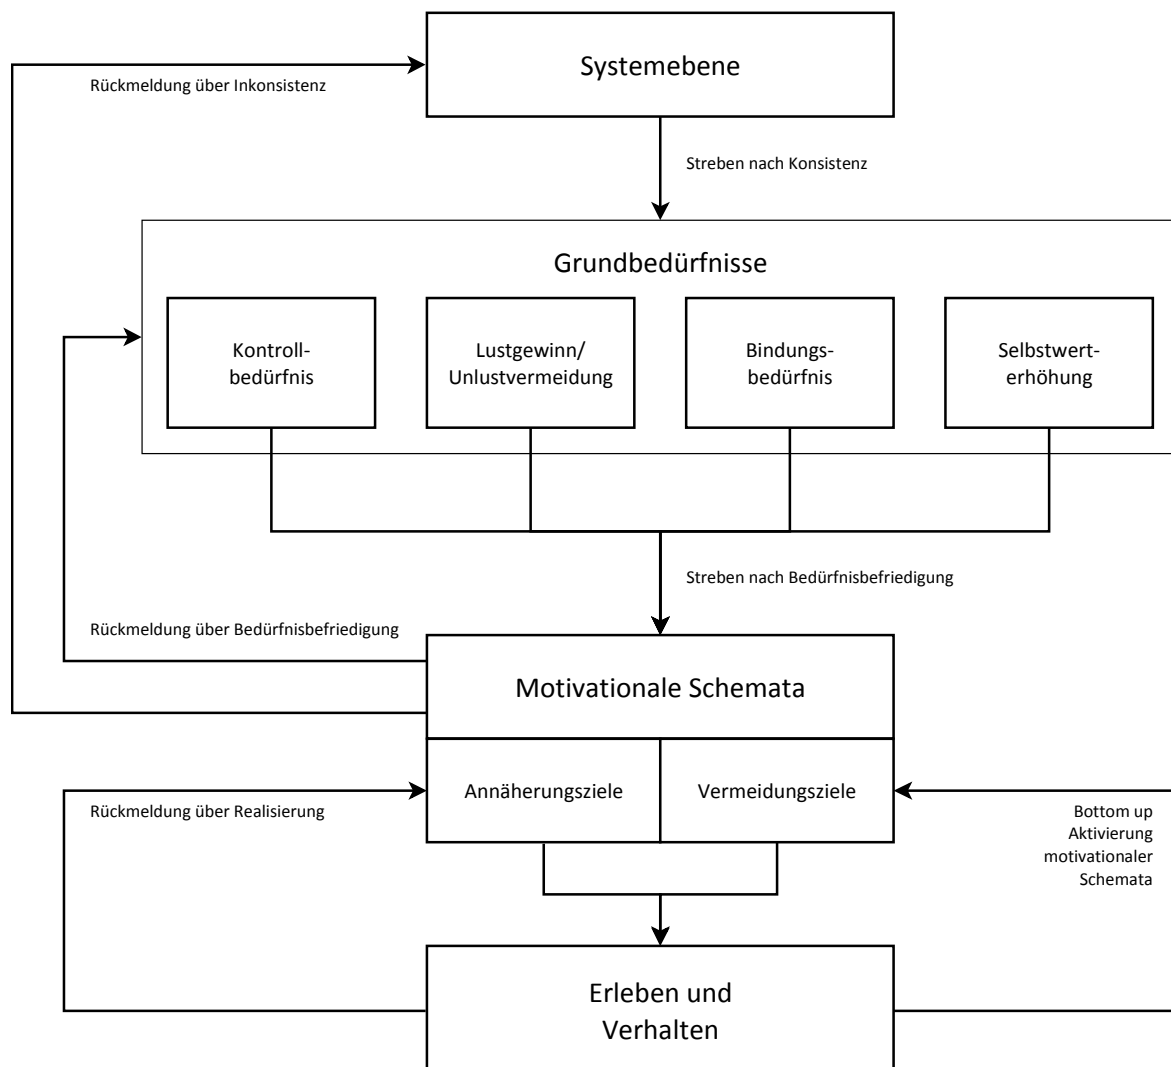 Systemebene
Rückmeldung über Inkonsistenz
Streben nach Konsistenz
Grundbedürfnisse
Kontroll-
bedürfnis
Lustgewinn/
Unlustvermeidung
Bindungs-
bedürfnis
Selbstwert-
erhöhung
Streben nach Bedürfnisbefriedigung
Rückmeldung über Bedürfnisbefriedigung
Motivationale Schemata
Annäherungsziele
Vermeidungsziele
Rückmeldung über Realisierung
Bottom up
Aktivierung
motivationaler
Schemata
Erleben und
Verhalten